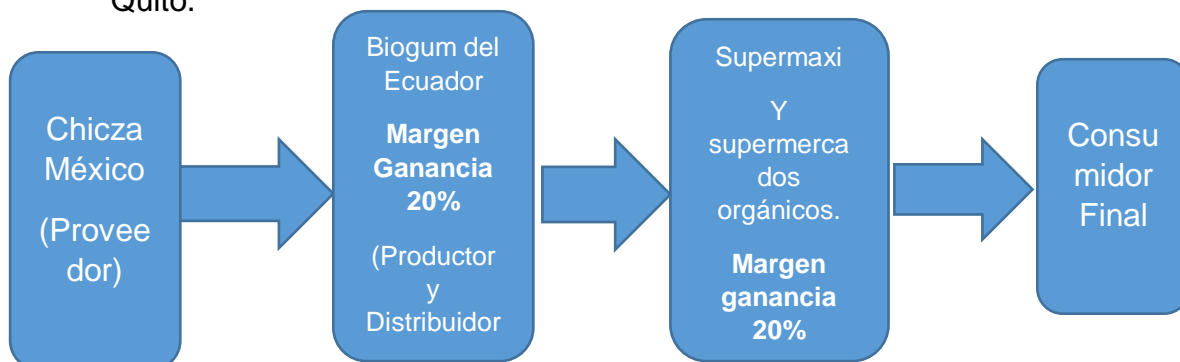 Quito.
Chicza
México
(Provee
dor)
Biogum del
Ecuador
Margen
Ganancia
20%
(Productor
y
Distribuidor
Supermaxi
Y
supermerca
dos
orgánicos.
Margen
ganancia
20%
Consu
midor
Final